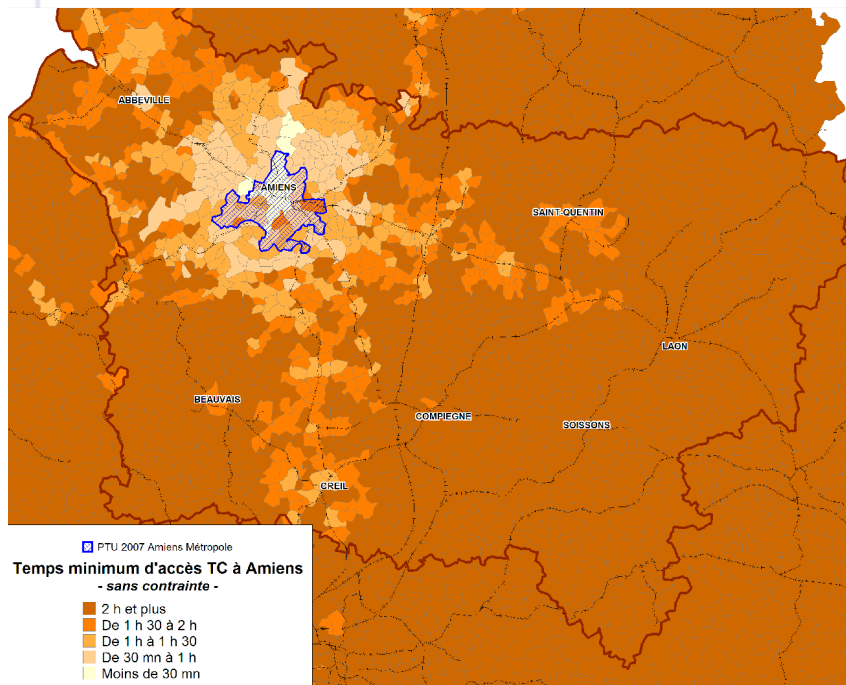 ABBEVILLE
AMIENS
SAINT-QUENTIN
LAON
BEAUVAIS
COMPIEGNE
SOISSONS
CREIL
PTU 2007 Amiens Métropole
Temps minimum d'accès TC à Amiens
- sans contrainte -
2 h et plus
De 1 h 30 à 2 h
De 1 h à 1 h 30
De 30 mn à 1 h
Moins de 30 mn